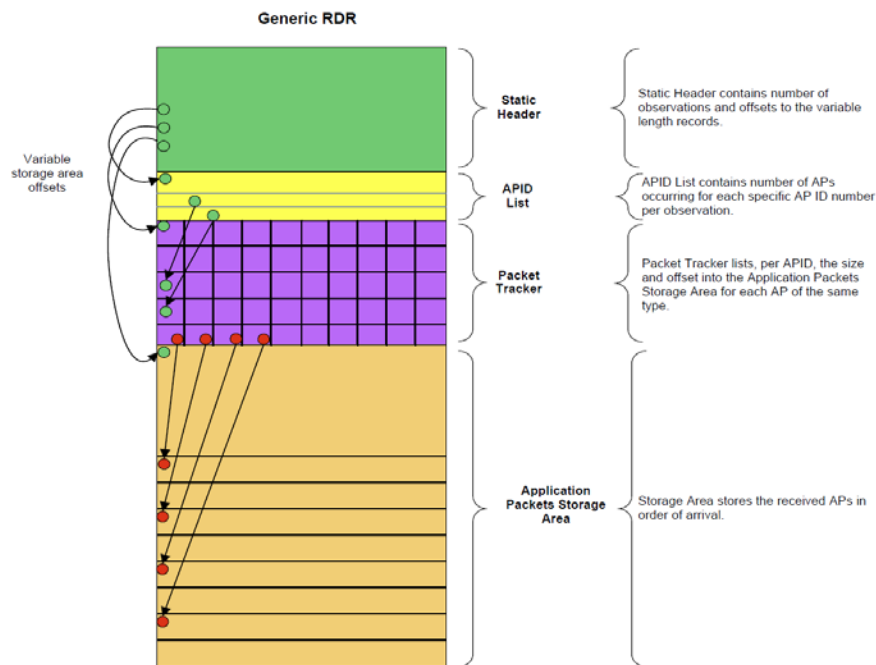 Generic RDR
Static
Header
Static Header contains number of
observations and offsets to the variable
length records.
Variable
storage area
offsets
APID
List
APID List contains number of APs
occurring for each specific AP ID number
per observation.
Packet
Tracker
Packet Tracker lists, per APID, the size
and offset into the Application Packets
Storage Area for each AP of the same
type.
Application
Packets Storage
Area
Storage Area stores the received APs in
order of arrival.